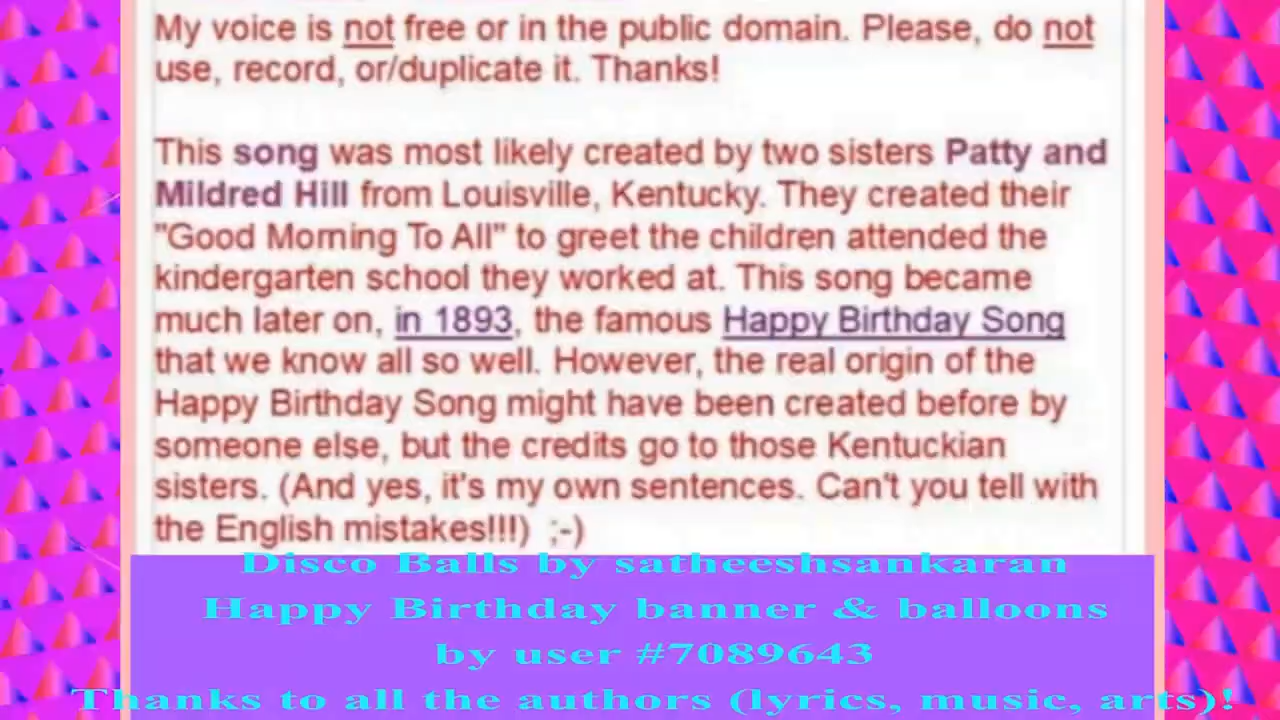 My voice is not free or in the public domain. Please, do not
use, record, or/duplicate it. Thanks!
This song was most likely created by two sisters Patty and
Mildred Hill from Louisville, Kentucky. They created their
"Good Morning To All" to greet the children attended the
kindergarten school they worked at. This song became
much later on, in 1893, the famous Happy Birthday Song
that we know all so well. However, the real origin of the
Happy Birthday Song might have been created before by
someone else, but the credits go to those Kentuckian
sisters. (And yes, it's my own sentences. Can't you tell with
the English mistakes!!!) ;-)
Disco Balls by satheeshsankaran
Happy Birthday banner & balloons
by user #7089643
Thanks to all the authors (lyrics, music, arts)!